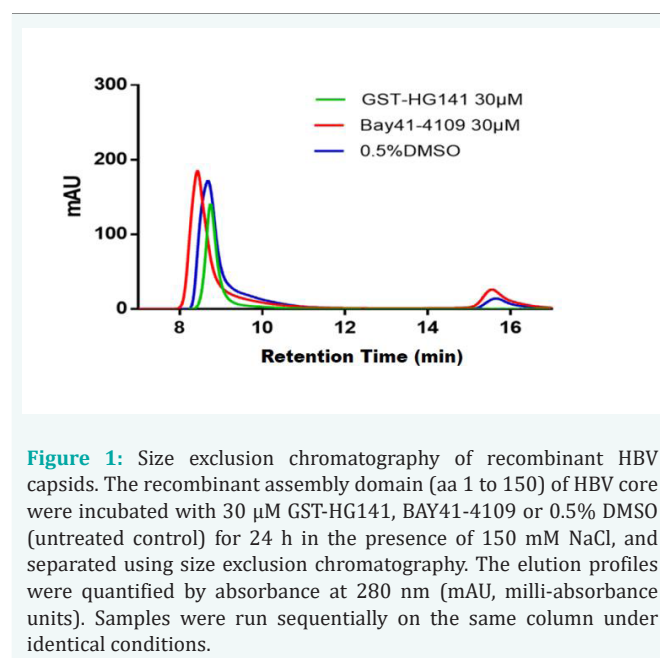 300
200
100
0
mAU
GST-HG141 30µM
Bay41-4109 30µM
0.5%DMSO
8 10 12 14 16
Retention Time (min)
Figure 1: Size exclusion chromatography of recombinant HBV
capsids. The recombinant assembly domain (aa 1 to 150) of HBV core
were incubated with 30 µM GST-HG141, BAY41-4109 or 0.5% DMSO
(untreated control) for 24 h in the presence of 150 mM NaCl, and
separated using size exclusion chromatography. The elution profiles
were quantified by absorbance at 280 nm (mAU, milli-absorbance
units). Samples were run sequentially on the same column under
identical conditions.